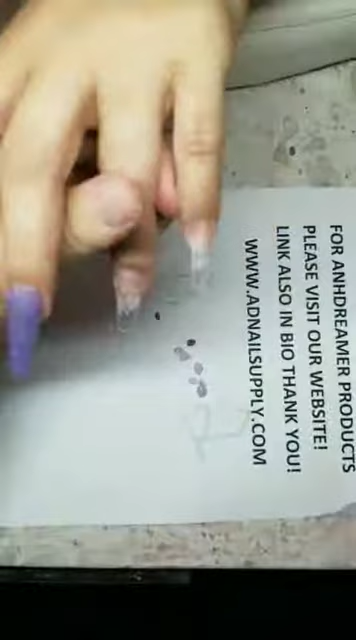 FOR ANHDREAMER PRODUCTS
PLEASE VISIT OUR WEBSITE!
LINK ALSO IN BIO THANK YOU!
WWW.ADNAILSUPPLY.COM